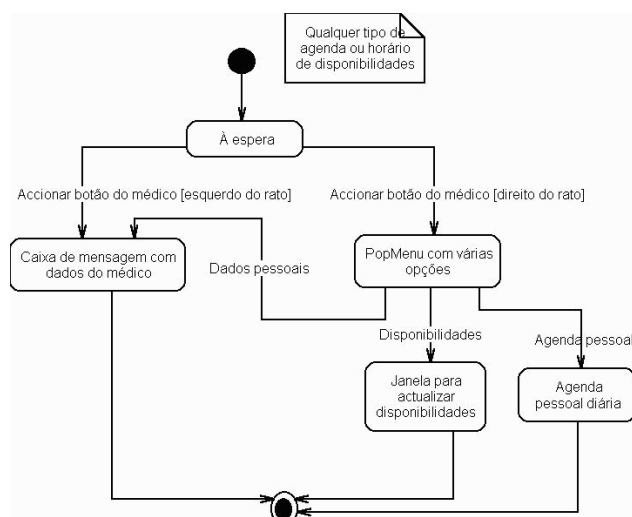 Qualquer tipo de
agenda ou horário
de disponibilidades
À espera
Accionar botão do médico [esquerdo do rato]
Accionar botão do médico [direito do rato]
Caixa de mensagem com
dados do médico
Dados pessoais
PopMenu com várias
opções
Disponibilidades
Agenda pessoal
Janela para
actualizar
disponibilidades
Agenda
pessoal diária